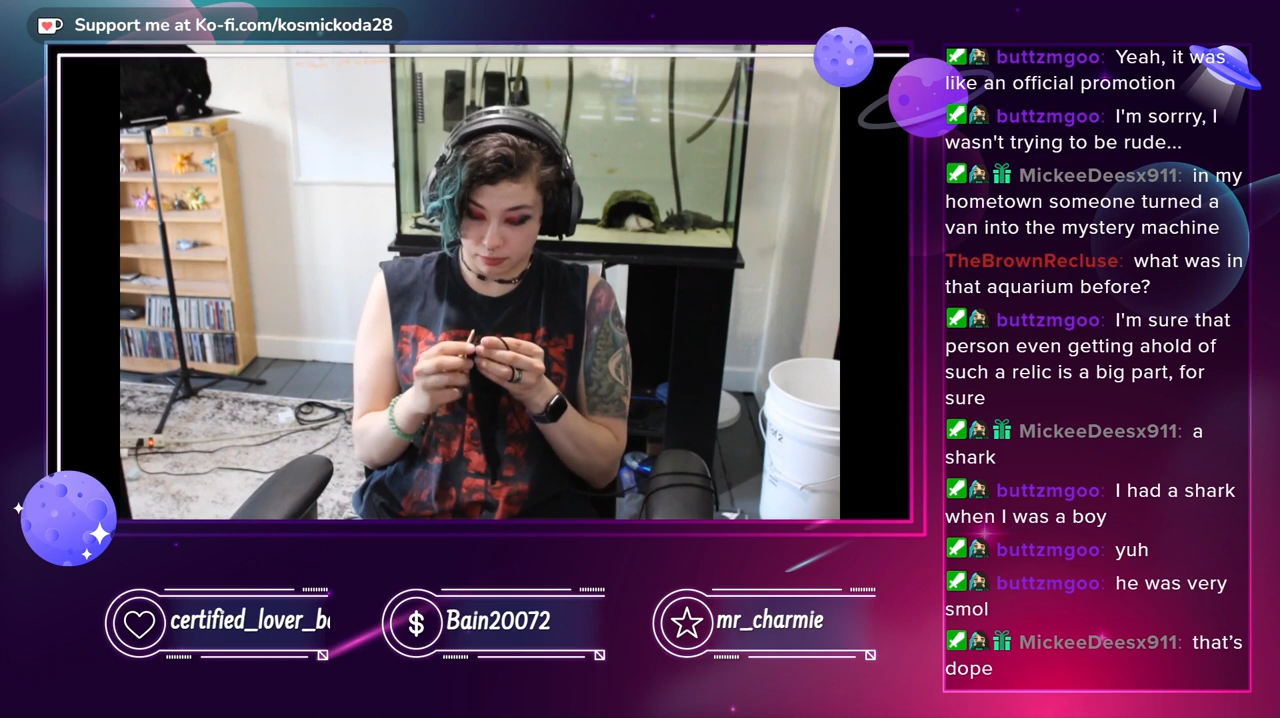 Support me at Ko-fi.com/kosmickoda28
buttzmgoo: Yeah, it was
like an official promotion
buttzmgoo: I'm sorrry, I
wasn't trying to be rude...
MickeeDeesx911: in my
hometown someone turned a
van into the mystery machine
TheBrownRecluse: what was in
that aquarium before?
buttzmgoo: I'm sure that
person even getting ahold of
such a relic is a big part, for
sure
MickeeDeesx911: a
shark
buttzmgoo: I had a shark
when I was a boy
buttzmgoo: yuh
buttzmgoo: he was very
smol
MickeeDeesx911: that's
dope
certified_lover_b
$ Bain20072
mr_charmie